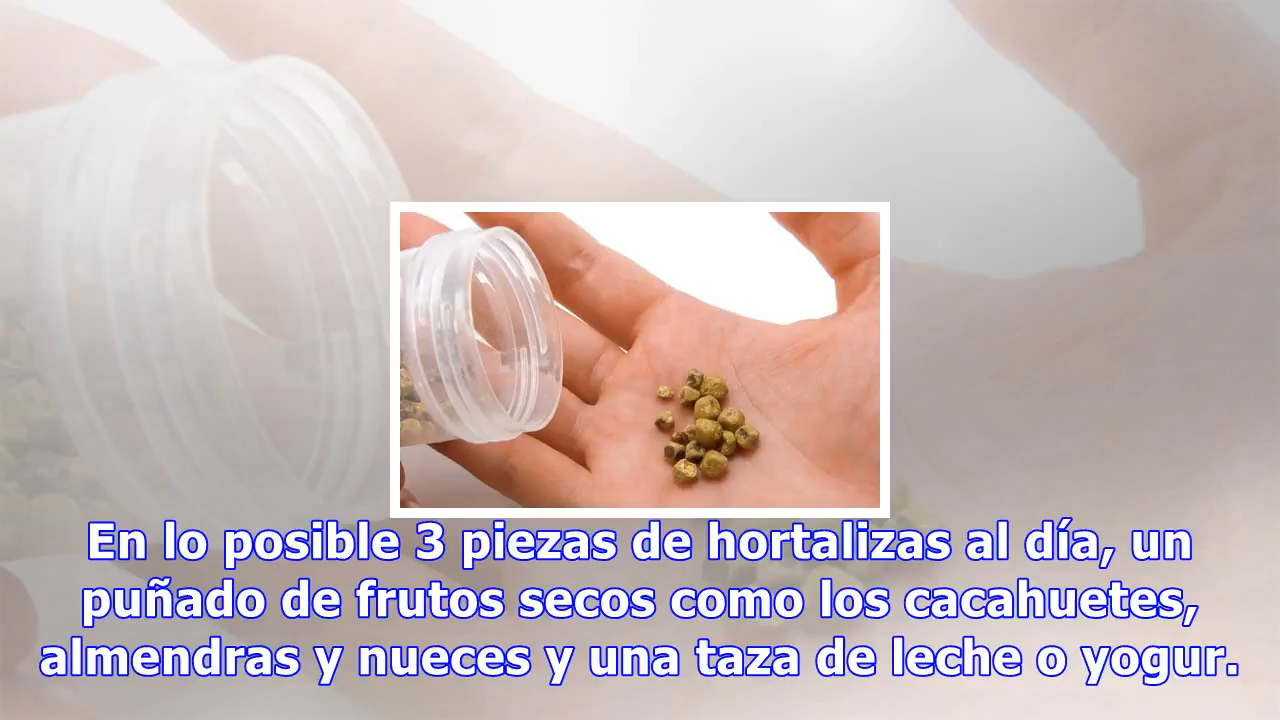 En lo posible 3 piezas de hortalizas al día, un
puñado de frutos secos como los cacahuetes,
almendras y nueces y una taza de leche o yogur.